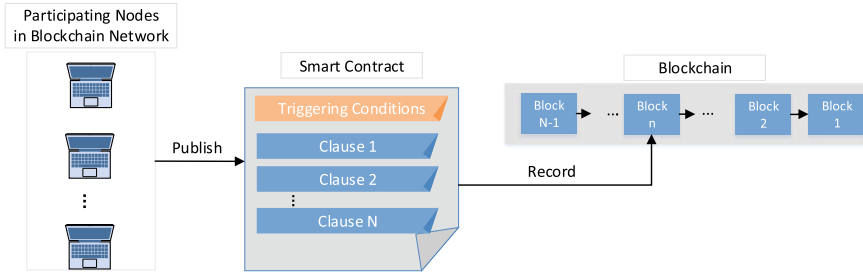 Participating Nodes
in Blockchain Network
Smart Contract
Triggering Conditions
Clause 1
Clause 2
⋮
Clause N
Publish
⋮
Record
Blockchain
Block
N-1
...
Block
n
...
Block
2
Block
1